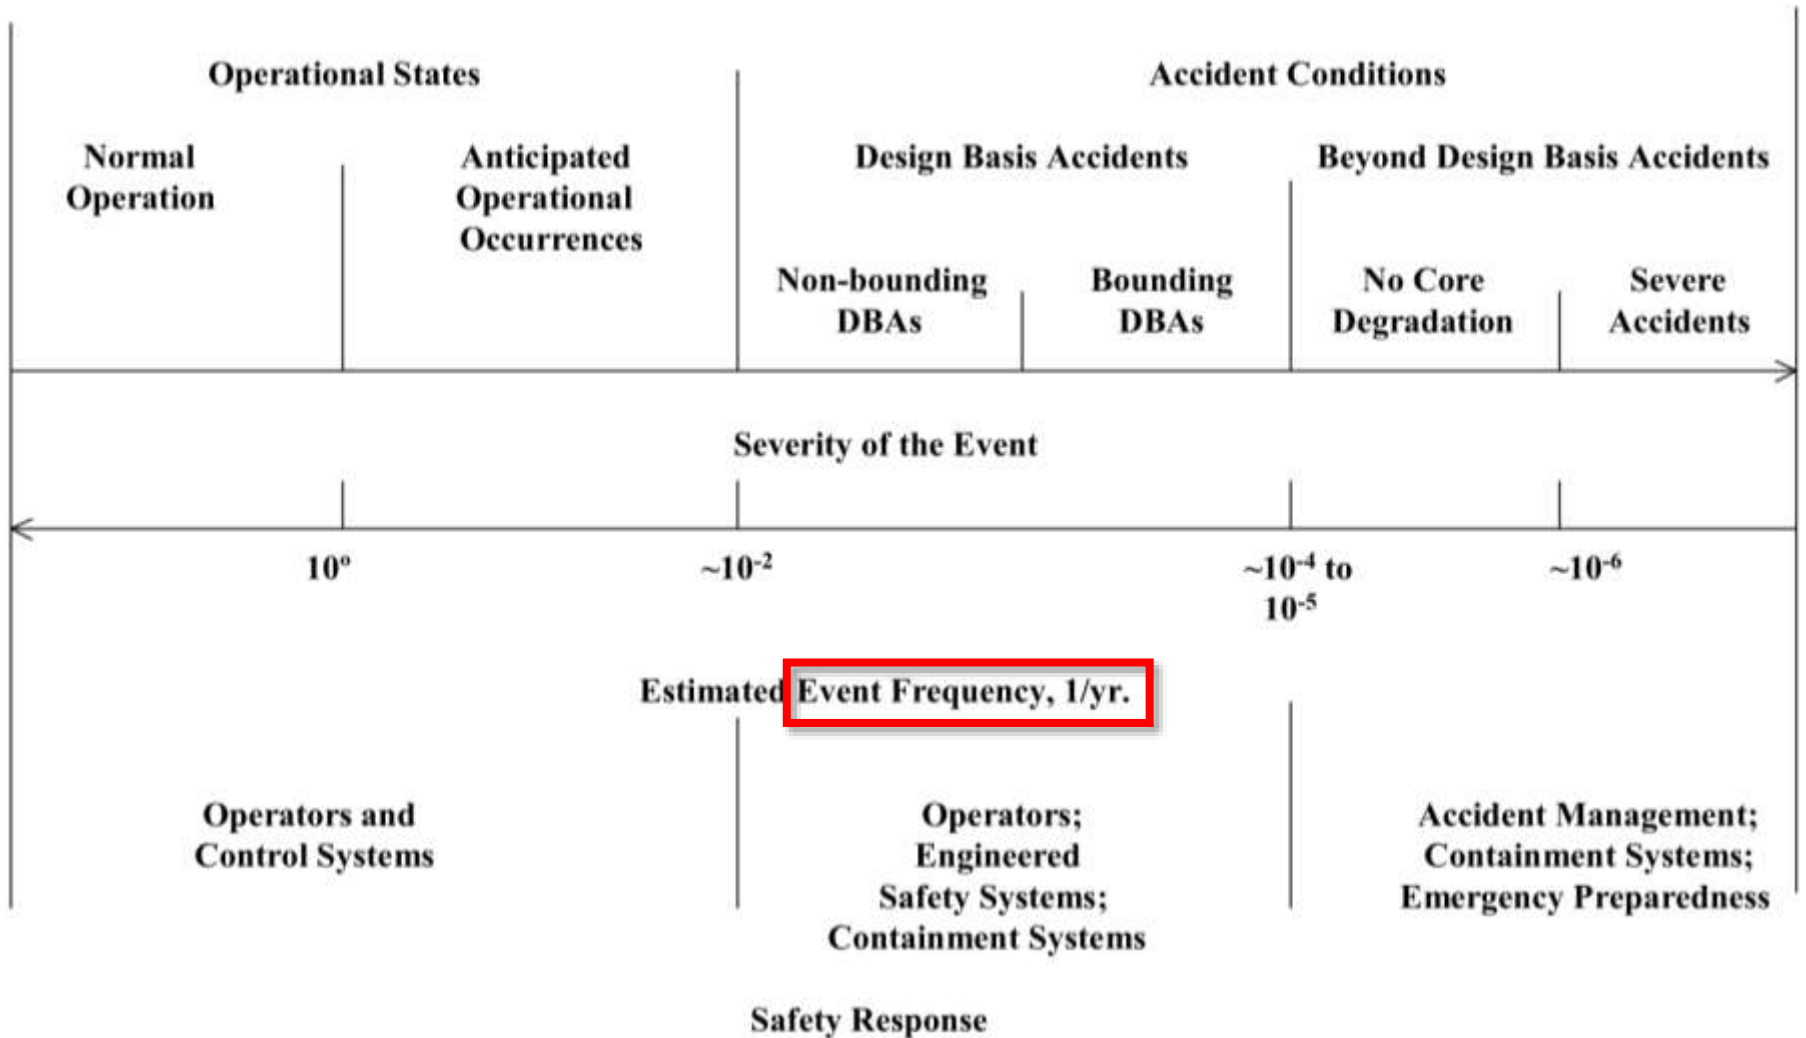 Operational States
Accident Conditions
Normal
Operation
Anticipated
Operational
Occurrences
Design Basis Accidents
Beyond Design Basis Accidents
Non-bounding
DBAs
Bounding
DBAs
No Core
Degradation
Severe
Accidents
Severity of the Event
10º
~10⁻²
~10⁻⁴ to
10⁻⁵
~10⁻⁶
Estimated Event Frequency, 1/yr.
Operators and
Control Systems
Operators;
Engineered
Safety Systems;
Containment Systems
Accident Management;
Containment Systems;
Emergency Preparedness
Safety Response